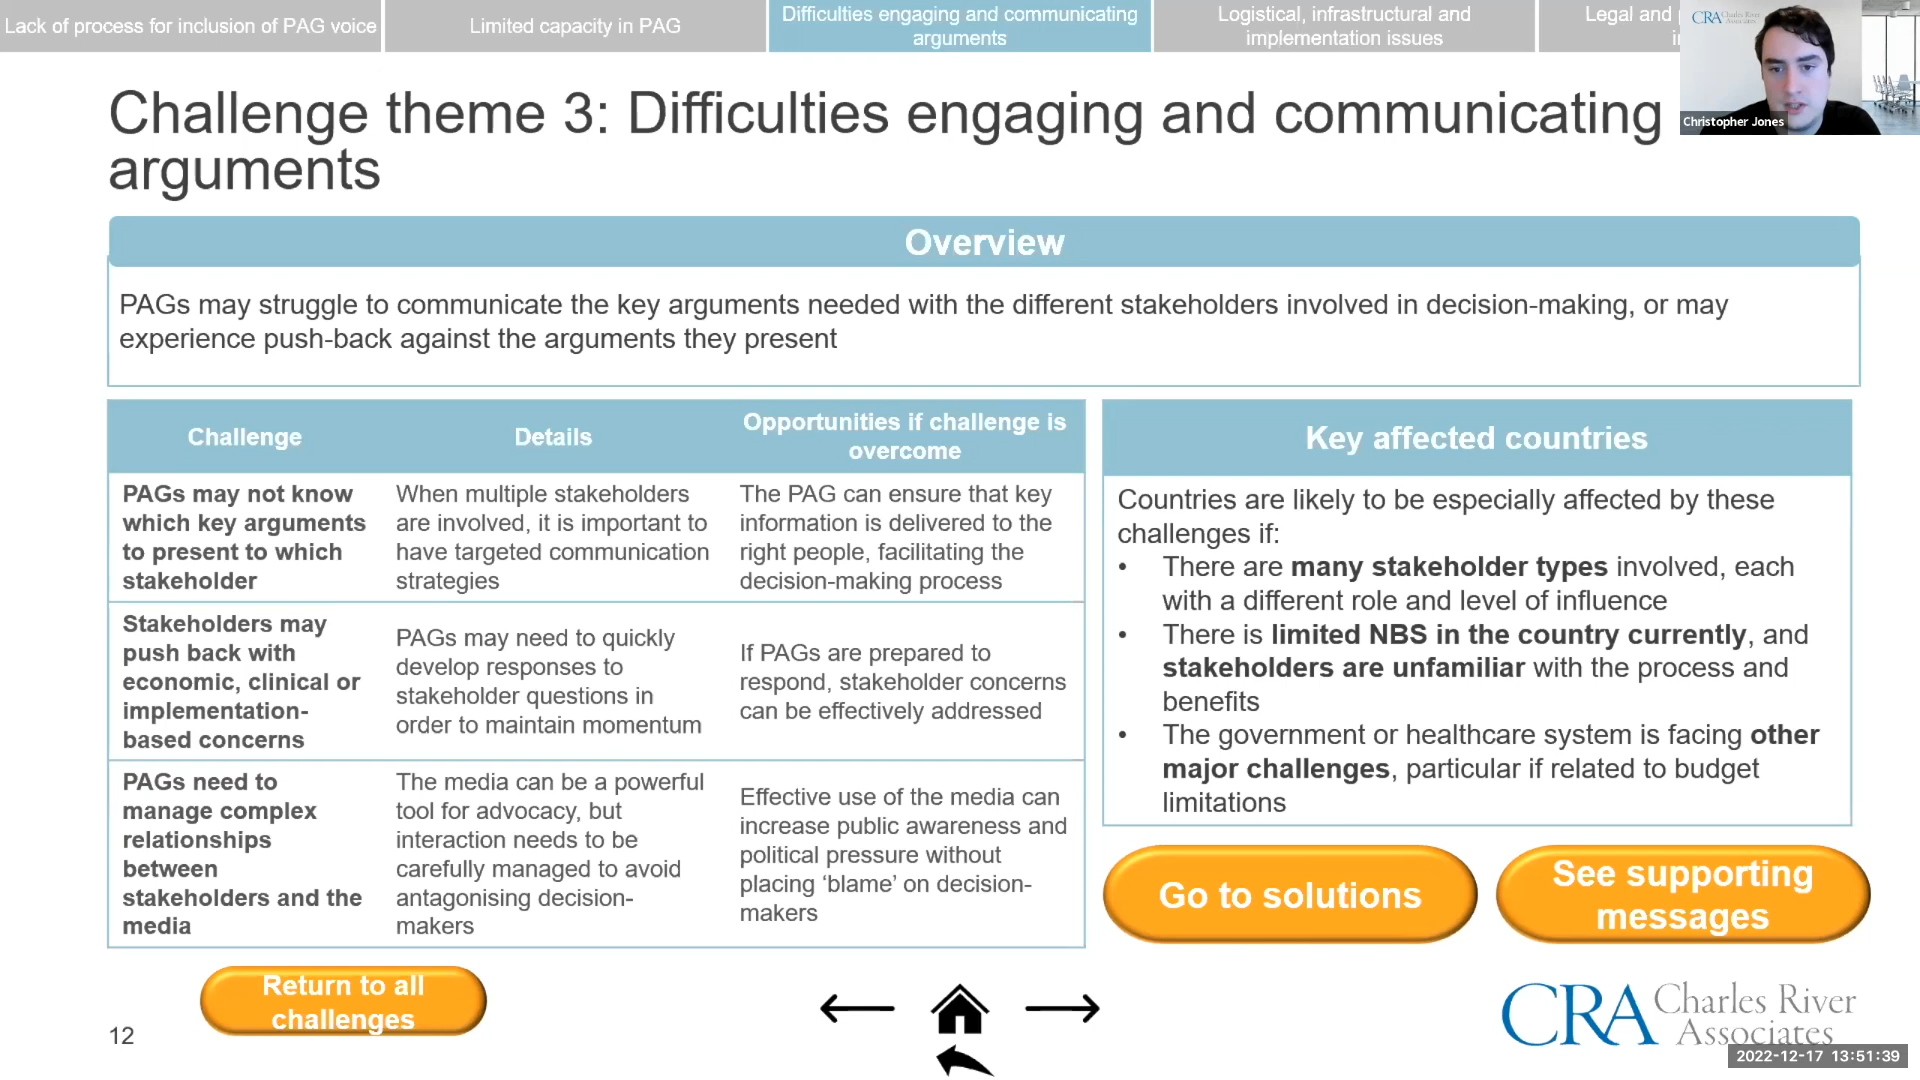 Lack of process for inclusion of PAG voice
Limited capacity in PAG
Difficulties engaging and communicating
arguments
Logistical, infrastructural and
implementation issues
Legal and
CRA Charles River
Associates
Christopher Jones
Challenge theme 3: Difficulties engaging and communicating
arguments
Overview
PAGs may struggle to communicate the key arguments needed with the different stakeholders involved in decision-making, or may
experience push-back against the arguments they present
Challenge
Details
Opportunities if challenge is
overcome
PAGs may not know
which key arguments
to present to which
stakeholder
When multiple stakeholders
are involved, it is important to
have targeted communication
strategies
The PAG can ensure that key
information is delivered to the
right people, facilitating the
decision-making process
Stakeholders may
push back with
economic, clinical or
implementation-
based concerns
PAGs may need to quickly
develop responses to
stakeholder questions in
order to maintain momentum
If PAGs are prepared to
respond, stakeholder concerns
can be effectively addressed
PAGs need to
manage complex
relationships
between
stakeholders and the
media
The media can be a powerful
tool for advocacy, but
interaction needs to be
carefully managed to avoid
antagonising decision-
makers
Effective use of the media can
increase public awareness and
political pressure without
placing ‘blame’ on decision-
makers
Key affected countries
Countries are likely to be especially affected by these
challenges if:
• There are many stakeholder types involved, each
with a different role and level of influence
• There is limited NBS in the country currently, and
stakeholders are unfamiliar with the process and
benefits
• The government or healthcare system is facing other
major challenges, particular if related to budget
limitations
Go to solutions
See supporting
messages
Return to all
challenges
12
CRA Charles River
Associates
2022-12-17 13:51:39